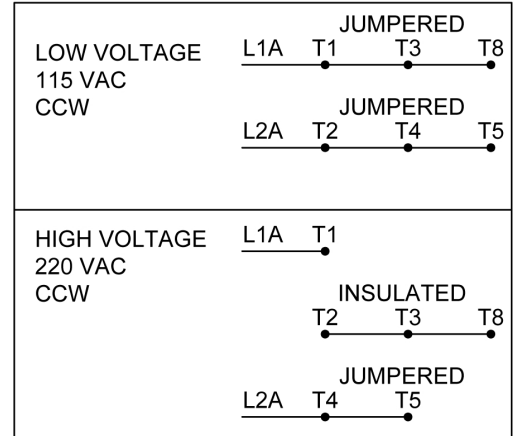 LOW VOLTAGE
115 VAC
CCW
JUMPERED
L1A T1 T3 T8
JUMPERED
L2A T2 T4 T5
HIGH VOLTAGE
220 VAC
CCW
L1A T1
INSULATED
T2 T3 T8
JUMPERED
L2A T4 T5